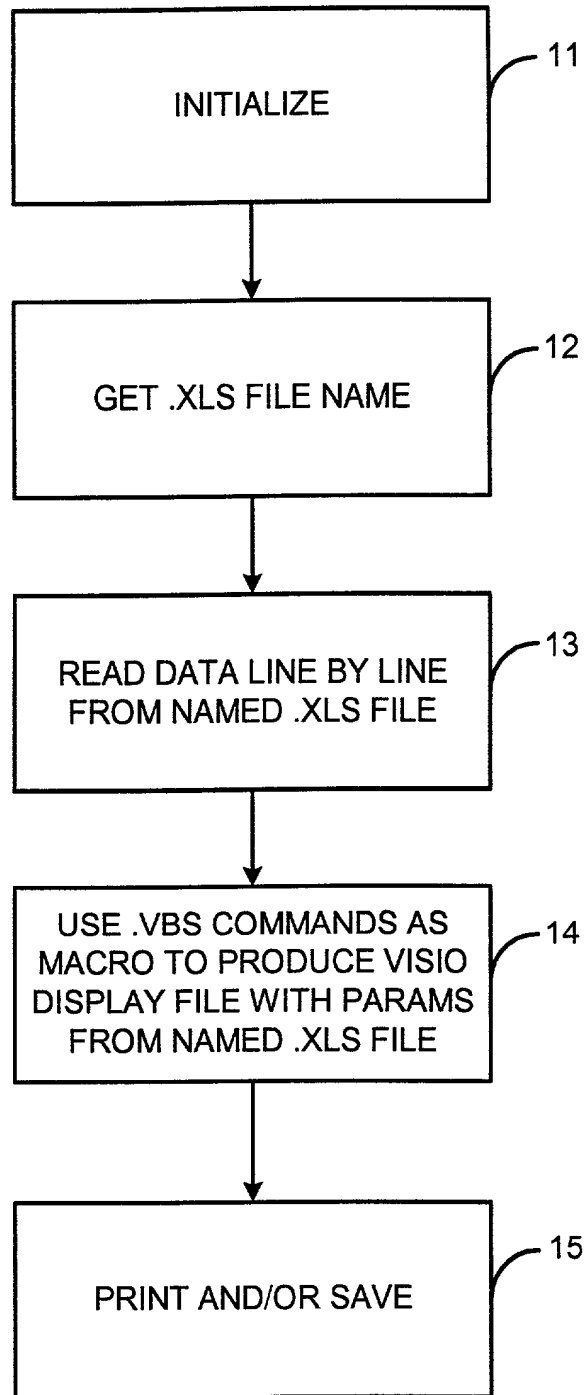 INITIALIZE
11
GET .XLS FILE NAME
12
READ DATA LINE BY LINE
FROM NAMED .XLS FILE
13
USE .VBS COMMANDS AS
MACRO TO PRODUCE VISIO
DISPLAY FILE WITH PARAMS
FROM NAMED .XLS FILE
14
PRINT AND/OR SAVE
15